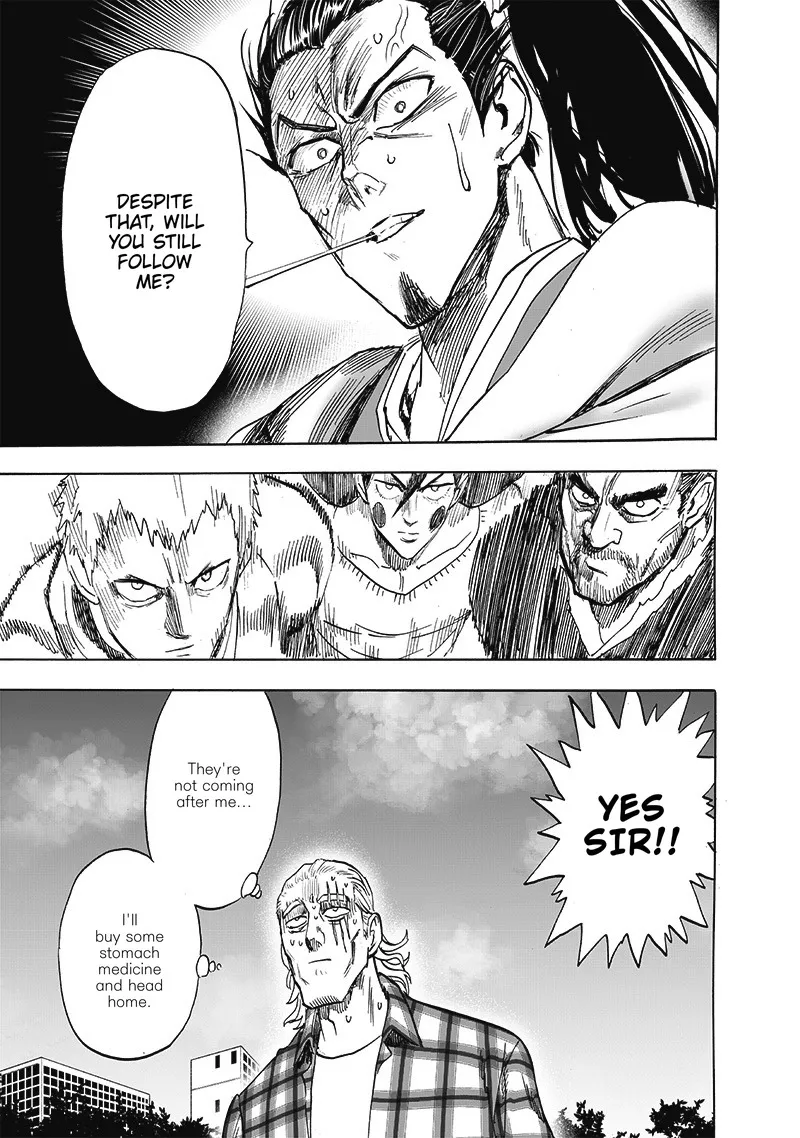 DESPITE
THAT, WILL
YOU STILL
FOLLOW
ME?
YES
SIR!!
They're
not coming
after me...
I'll
buy some
stomach
medicine
and head
home.